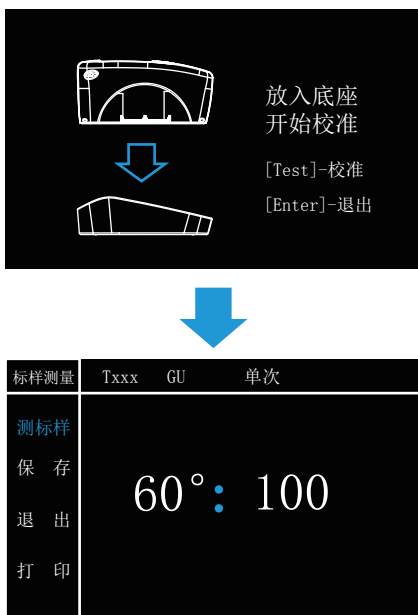 放入底座
开始校准
[Test]-校准
[Enter]-退出
标样测量 Txxx GU 单次
测标样
保 存
60°: 100
退 出
打 印